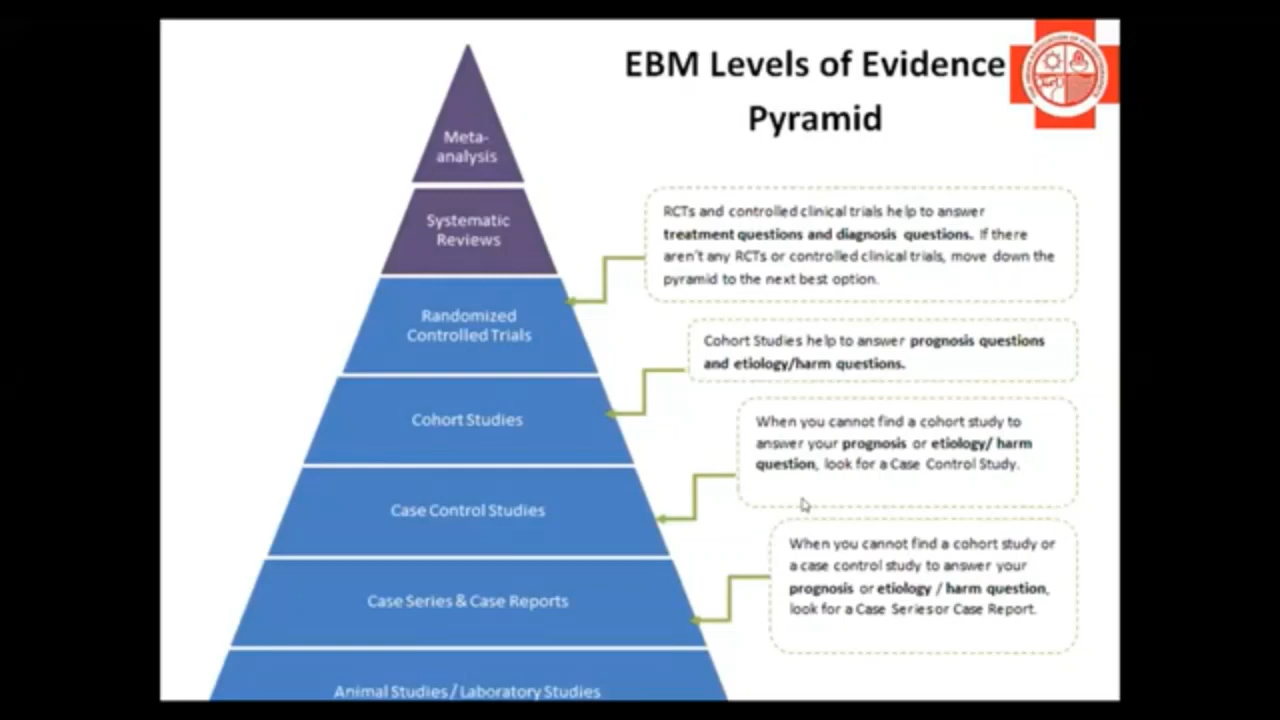 EBM Levels of Evidence
Pyramid
Meta-
analysis
Systematic
Reviews
Randomized
Controlled Trials
Cohort Studies
Case Control Studies
Case Series & Case Reports
Animal Studies / Laboratory Studies
RCTs and controlled clinical trials help to answer
treatment questions and diagnosis questions. If there
aren't any RCTs or controlled clinical trials, move down the
pyramid to the next best option.
Cohort Studies help to answer prognosis questions
and etiology/harm questions.
When you cannot find a cohort study to
answer your prognosis or etiology/ harm
question, look for a Case Control Study.
When you cannot find a cohort study or
a case control study to answer your
prognosis or etiology / harm question,
look for a Case Series or Case Report.